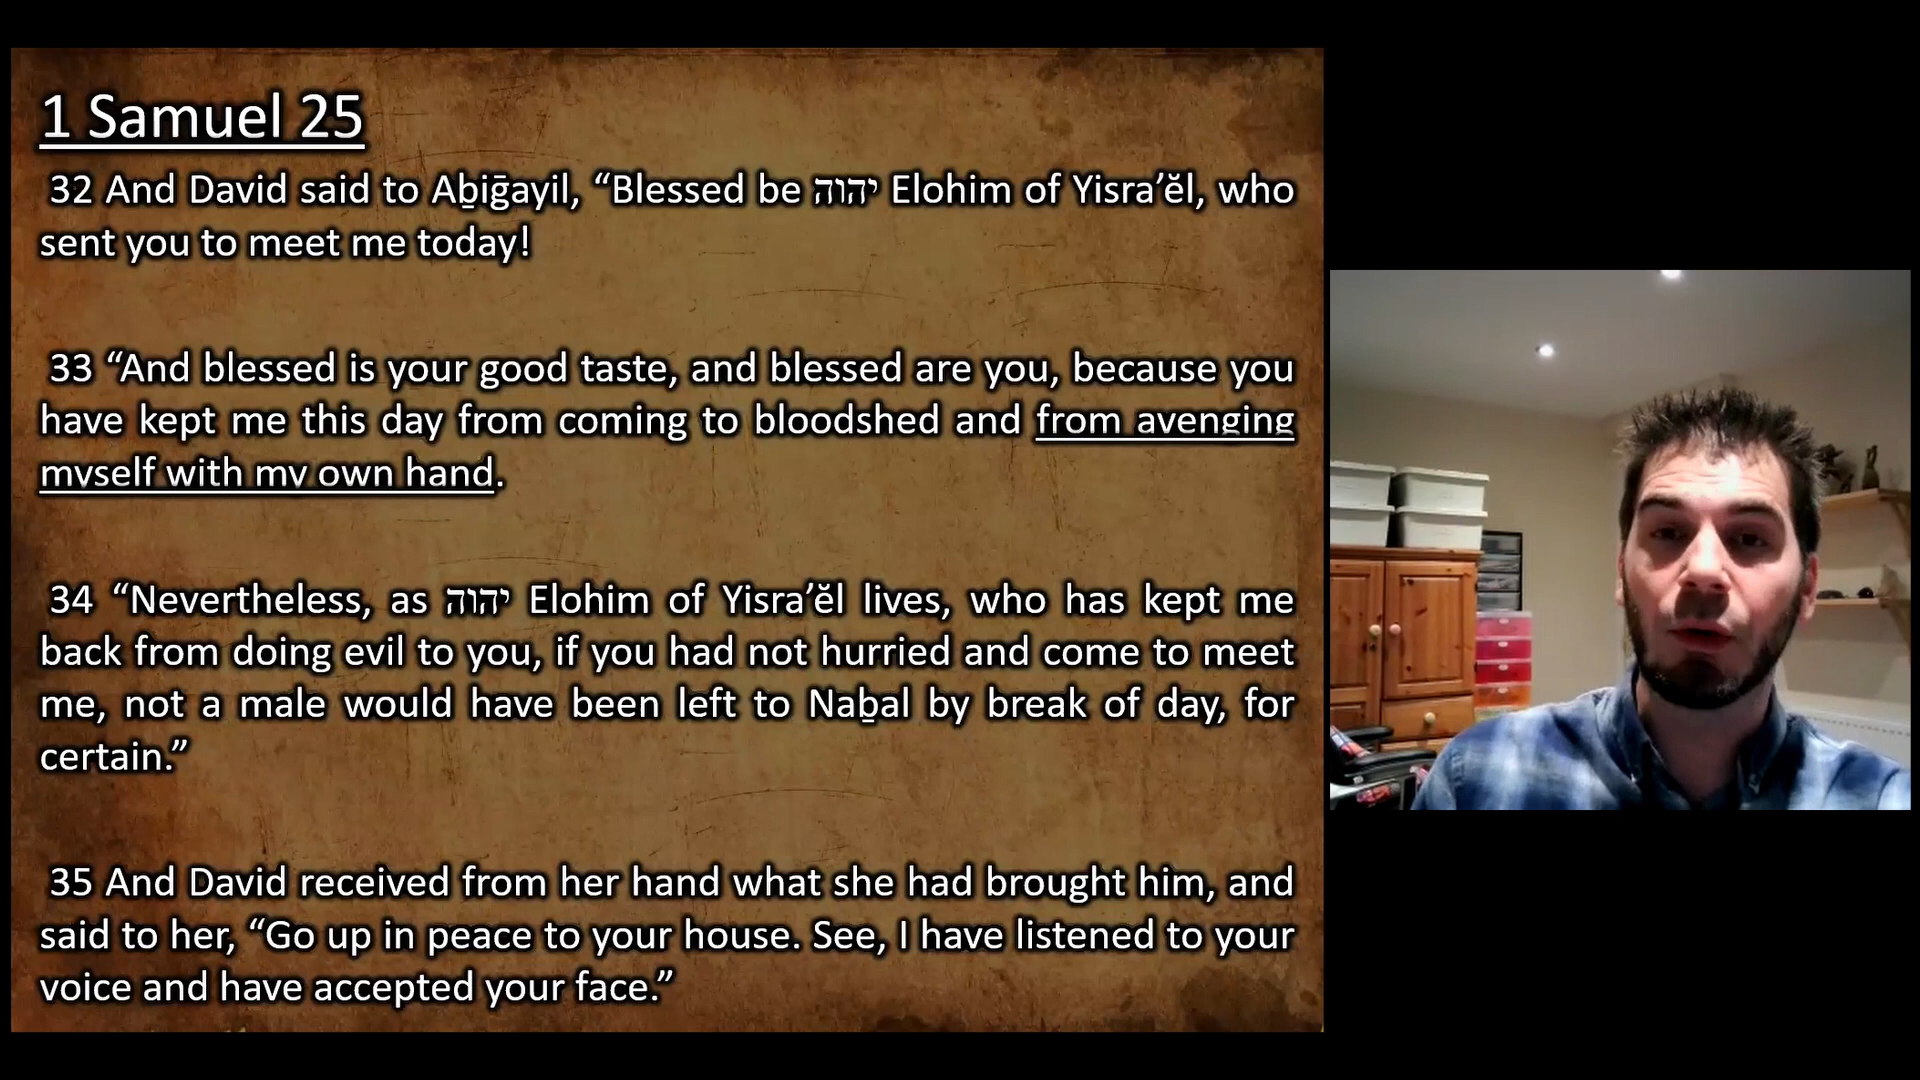 1 Samuel 25
32 And David said to Aḇiḡayil, “Blessed be יהוה Elohim of Yisra’ĕl, who
sent you to meet me today!
33 “And blessed is your good taste, and blessed are you, because you
have kept me this day from coming to bloodshed and from avenging
myself with my own hand.
34 “Nevertheless, as יהוה Elohim of Yisra’ĕl lives, who has kept me
back from doing evil to you, if you had not hurried and come to meet
me, not a male would have been left to Naḇal by break of day, for
certain.”
35 And David received from her hand what she had brought him, and
said to her, “Go up in peace to your house. See, I have listened to your
voice and have accepted your face.”